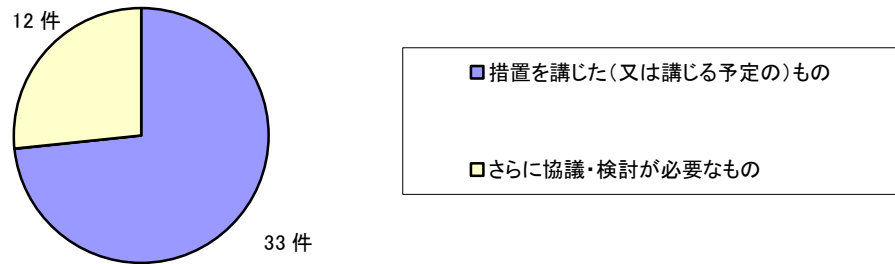 12 件
■措置を講じた(又は講じる予定の)もの
□さらに協議・検討が必要なもの
33 件